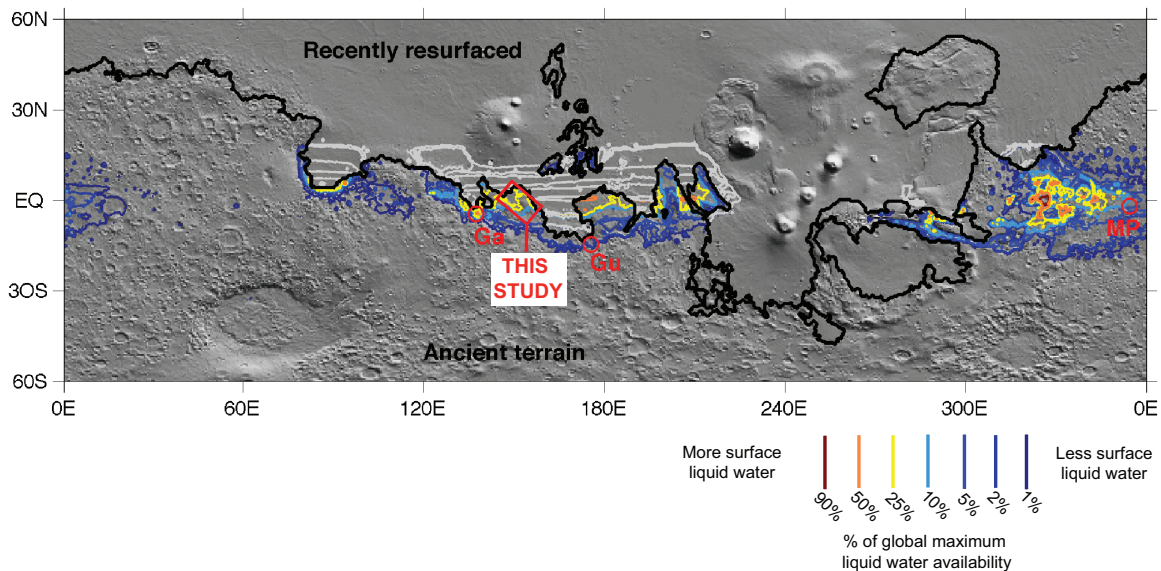 60N
Recently resurfaced
30N
EQ
Ga
Gu
MP
THIS
STUDY
30S
Ancient terrain
60S
0E
60E
120E
180E
240E
300E
0E
More surface
liquid water
Less surface
liquid water
90%
50%
25%
10%
5%
2%
1%
% of global maximum
liquid water availability